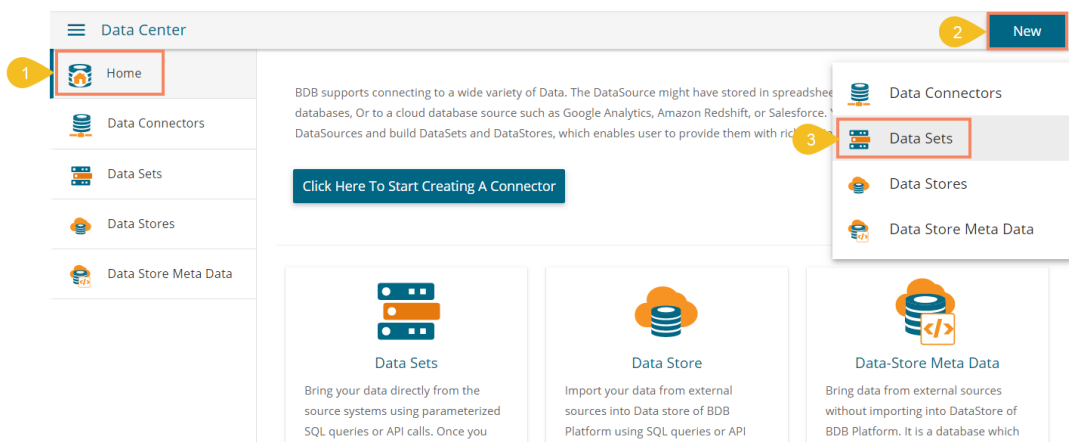 Data Center
2
New
1
Home
Data Connectors
Data Sets
Data Stores
Data Store Meta Data
BDB supports connecting to a wide variety of Data. The DataSource might have stored in
databases, Or to a cloud database source such as Google Analytics, Amazon Redshift, or Salesforce.
DataSources and build DataSets and DataStores, which enables user to provide them with
Click Here To Start Creating A Connector
Data Connectors
3
Data Sets
Data Stores
Data Store Meta Data
Data Sets
Bring your data directly from the
source systems using parameterized
SQL queries or API calls. Once you
Data Store
Import your data from external
sources into Data store of BDB
Platform using SQL queries or API
Data-Store Meta Data
Bring data from external sources
without importing into DataStore of
BDB Platform. It is a database which